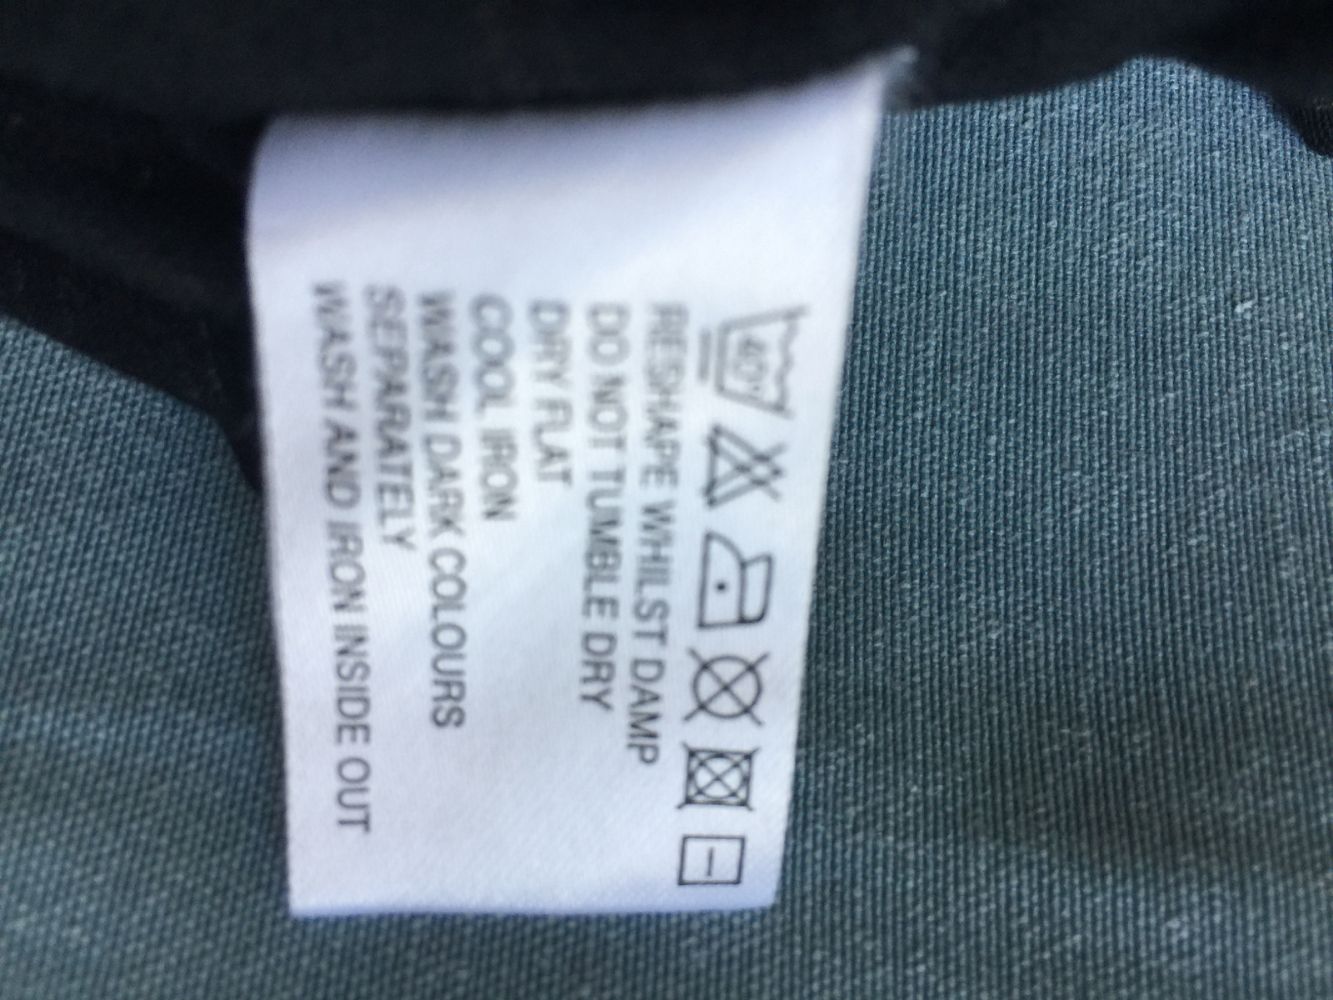 40°
RESHAPE WHILST DAMP
DO NOT TUMBLE DRY
DRY FLAT
COOL IRON
WASH DARK COLOURS
SEPARATELY
WASH AND IRON INSIDE OUT